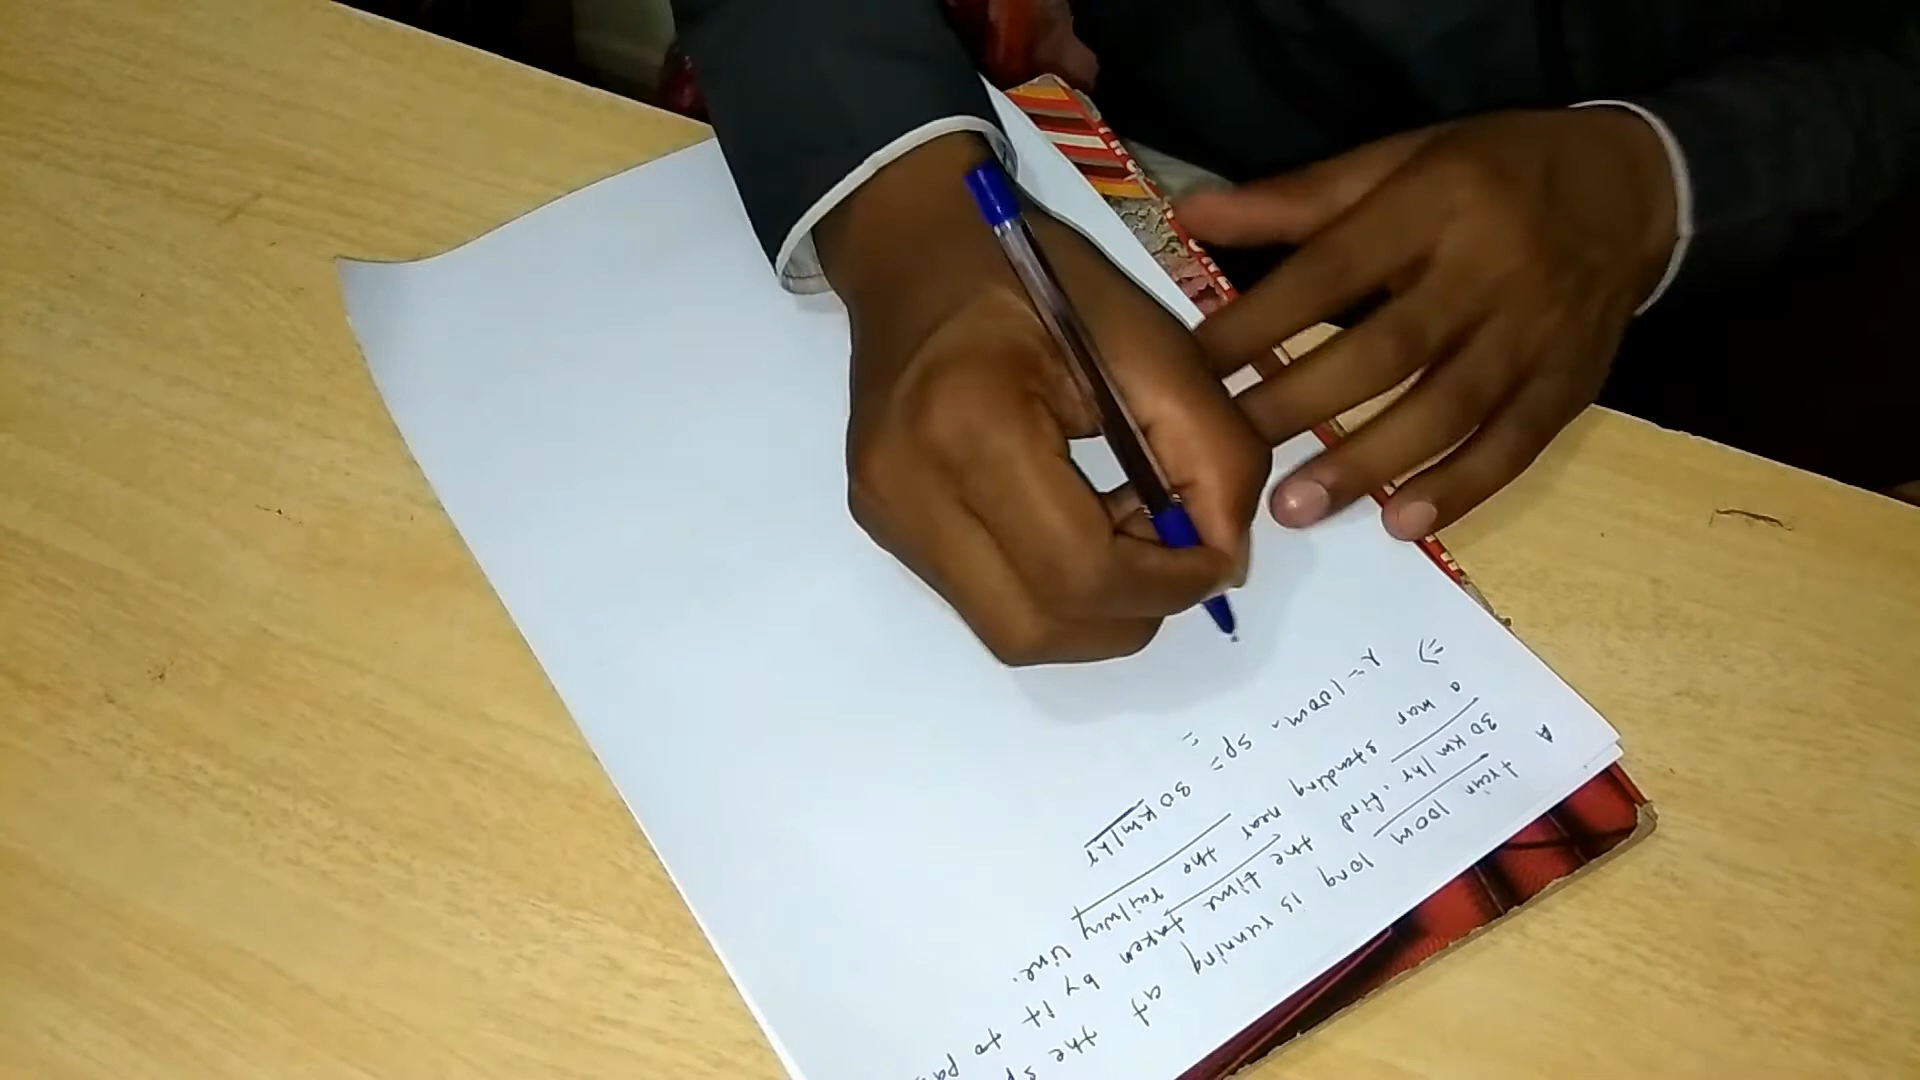 A train 100m long is running at the sp
30 km/hr. find the time taken by it to pa
a man standing near the railway line.
=) x = 100m. sp = 30 km/hr
=